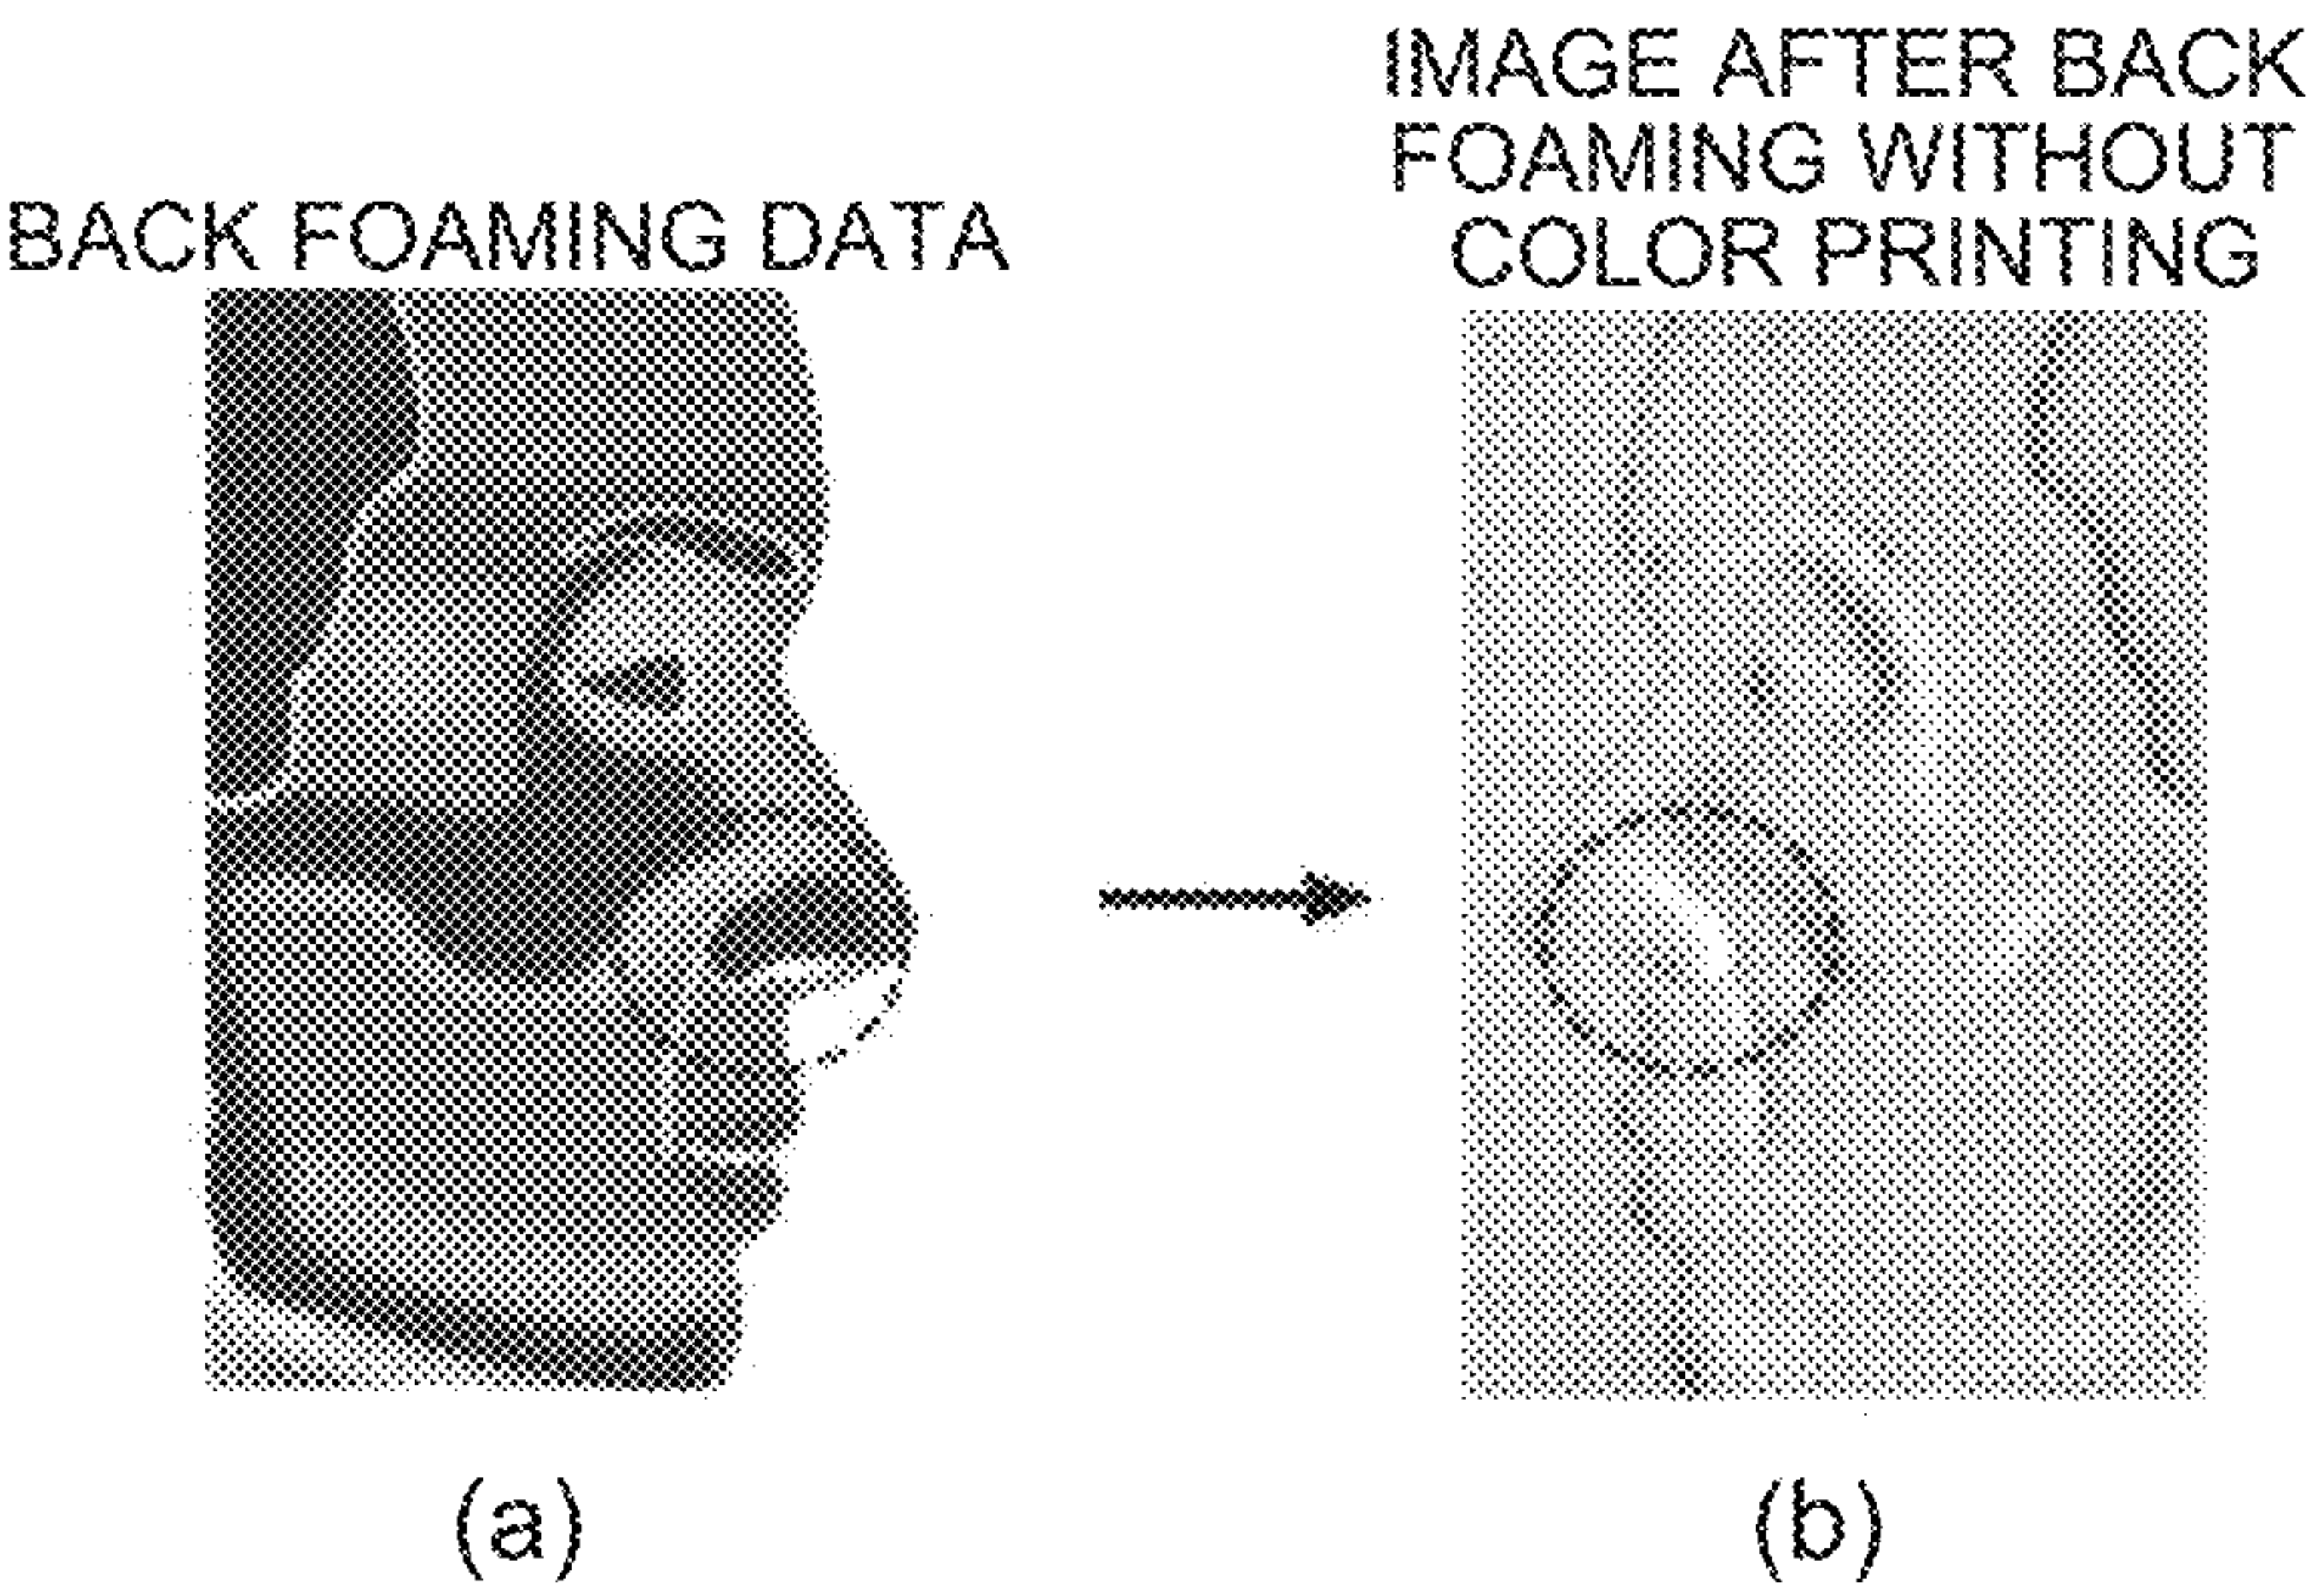 BACK FOAMING DATA
IMAGE AFTER BACK
FOAMING WITHOUT
COLOR PRINTING
(a)
(b)